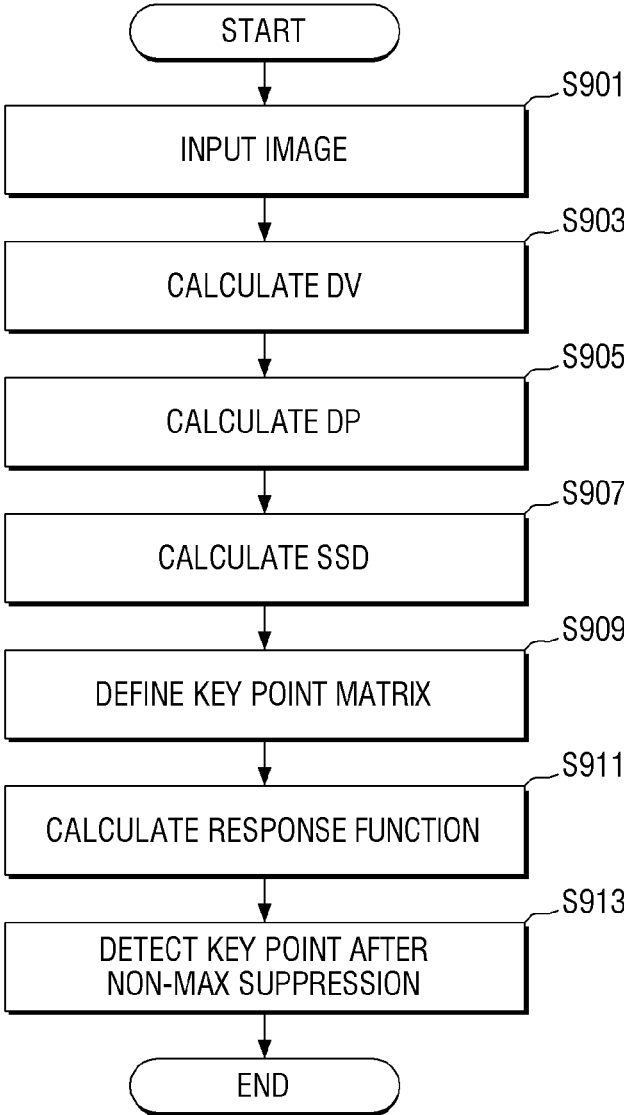 START
S901
INPUT IMAGE
S903
CALCULATE DV
S905
CALCULATE DP
S907
CALCULATE SSD
S909
DEFINE KEY POINT MATRIX
S911
CALCULATE RESPONSE FUNCTION
S913
DETECT KEY POINT AFTER
NON-MAX SUPPRESSION
END